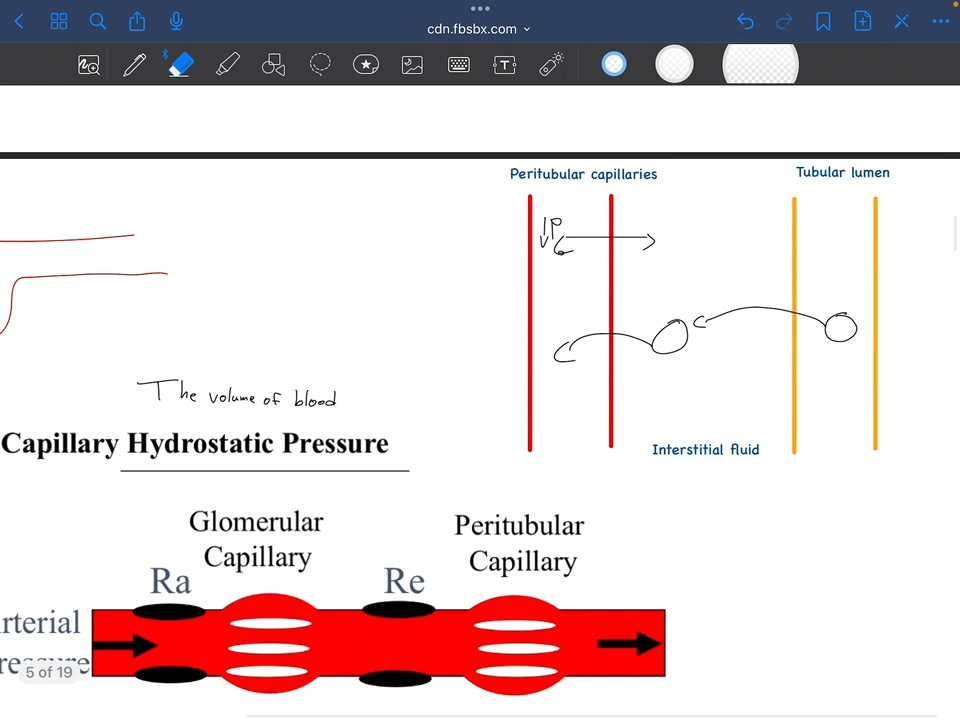 cdn.fbsbx.com
Peritubular capillaries
Tubular lumen
The volume of blood
Capillary Hydrostatic Pressure
Interstitial fluid
Glomerular
Capillary
Peritubular
Capillary
Ra
Re
rterial
ressure
5 of 19